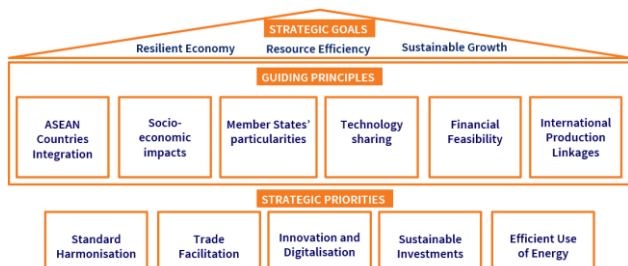 STRATEGIC GOALS
Resilient Economy
Resource Efficiency
Sustainable Growth
GUIDING PRINCIPLES
ASEAN
Countries
Integration
Socio-
economic
impacts
Member States'
particularities
Technology
sharing
Financial
Feasibility
International
Production
Linkages
STRATEGIC PRIORITIES
Standard
Harmonisation
Trade
Facilitation
Innovation and
Digitalisation
Sustainable
Investments
Efficient Use
of Energy